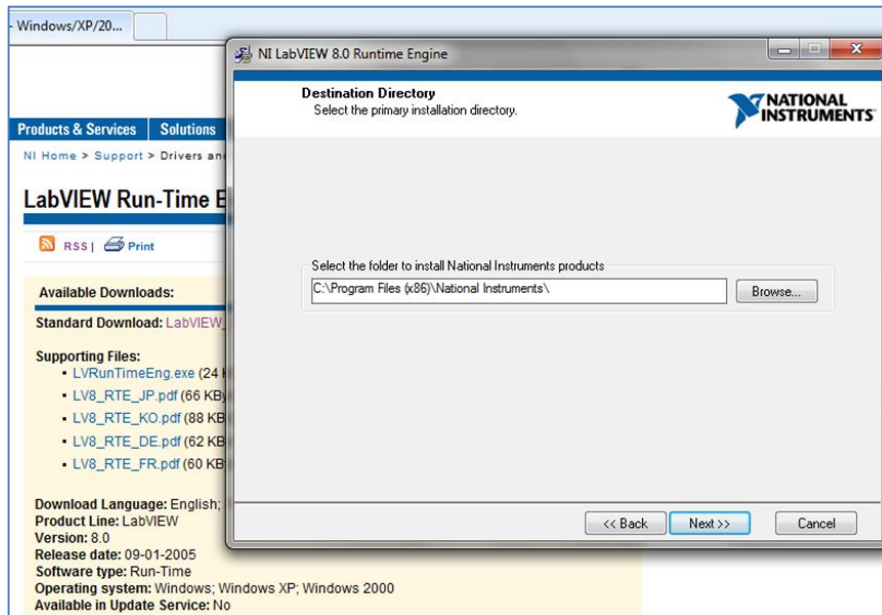 - Windows/XP/20...
NI LabVIEW 8.0 Runtime Engine
Destination Directory
Select the primary installation directory.
NATIONAL
INSTRUMENTS
Products & Services Solutions
NI Home > Support > Drivers an
LabVIEW Run-Time E
RSS | Print
Select the folder to install National Instruments products
C:\Program Files (x86)\National Instruments\
Browse...
Available Downloads:
Standard Download: LabVIEW_
Supporting Files:
▪ LVRunTimeEng.exe (24
▪ LV8_RTE_JP.pdf (66 KBy
▪ LV8_RTE_KO.pdf (88 KB
▪ LV8_RTE_DE.pdf (62 KB
▪ LV8_RTE_FR.pdf (60 KB
<< Back Next >> Cancel
Download Language: English;
Product Line: LabVIEW
Version: 8.0
Release date: 09-01-2005
Software type: Run-Time
Operating system: Windows; Windows XP; Windows 2000
Available in Update Service: No